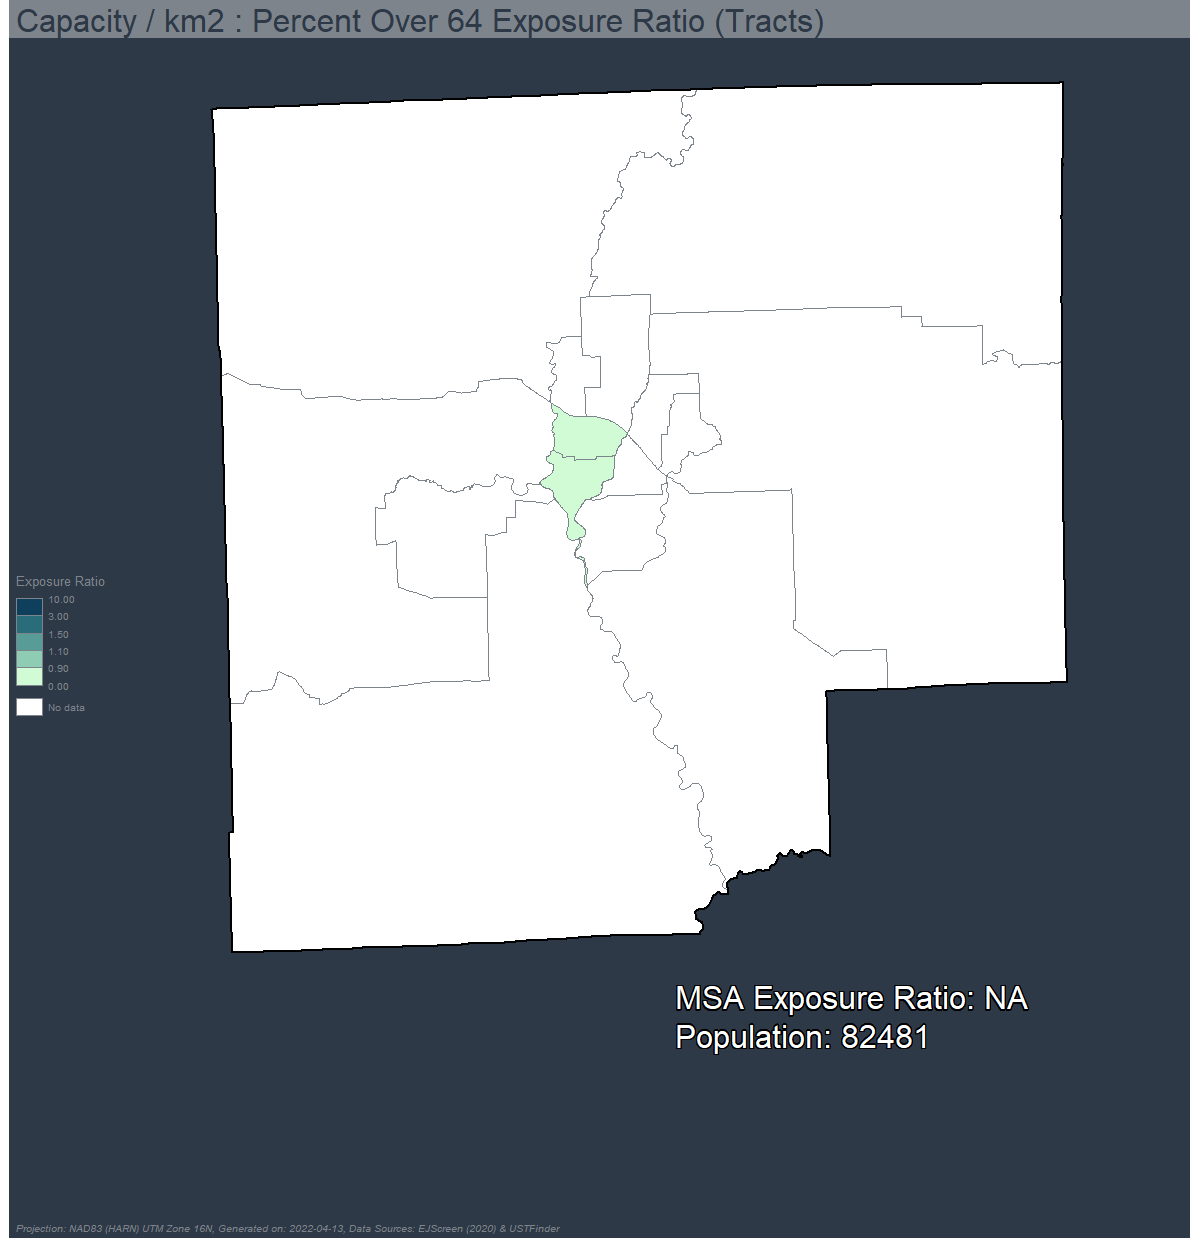 Capacity / km2 : Percent Over 64 Exposure Ratio (Tracts)
Exposure Ratio
10.00
3.00
1.50
1.10
0.90
0.00
No data
MSA Exposure Ratio: NA
Population: 82481
Projection: NAD83 (HARN) UTM Zone 16N, Generated on: 2022-04-13, Data Sources: EJScreen (2020) & USTFinder